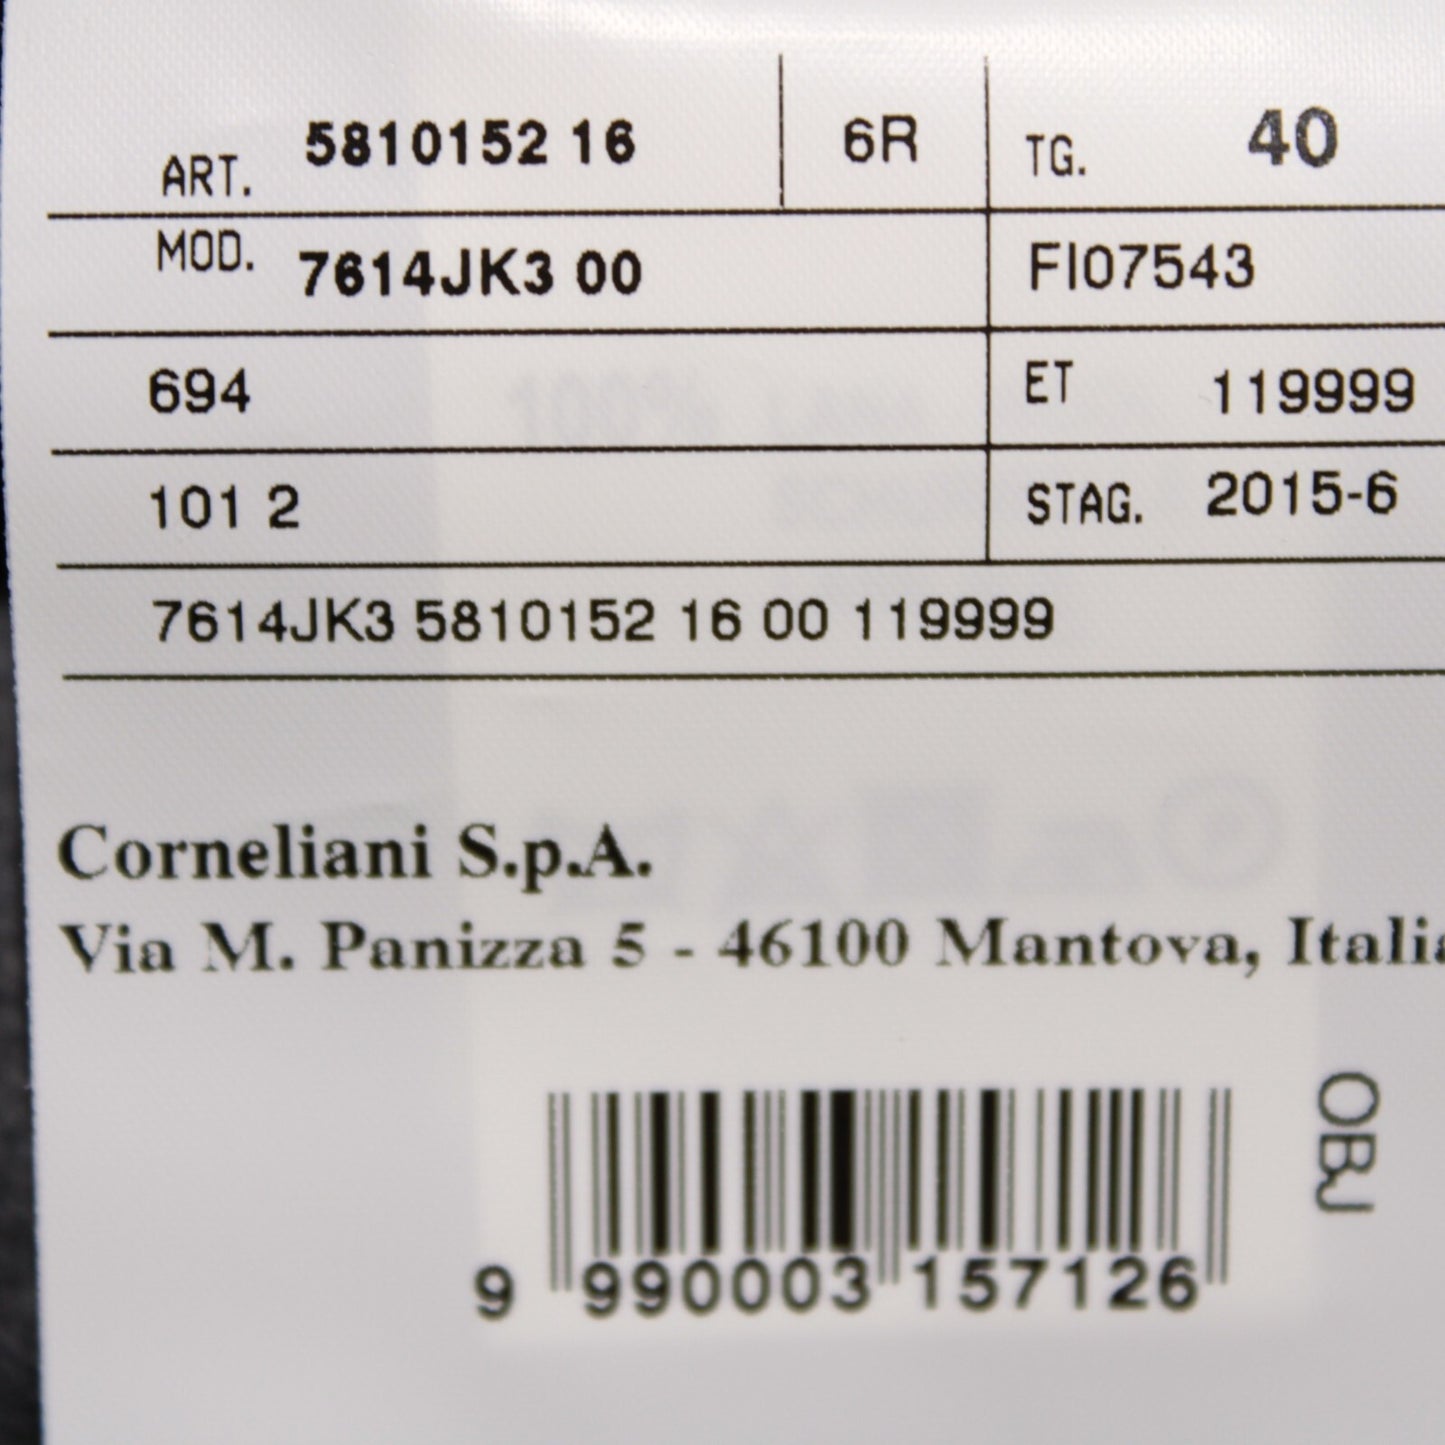 ART. 5810152 16 6R TG. 40
MOD. 7614JK3 00 FI07543
694 ET 119999
101 2 STAG. 2015-6
7614JK3 5810152 16 00 119999
Corneliani S.p.A.
Via M. Panizza 5 - 46100 Mantova, Italia
OBJ
9 990003 157126